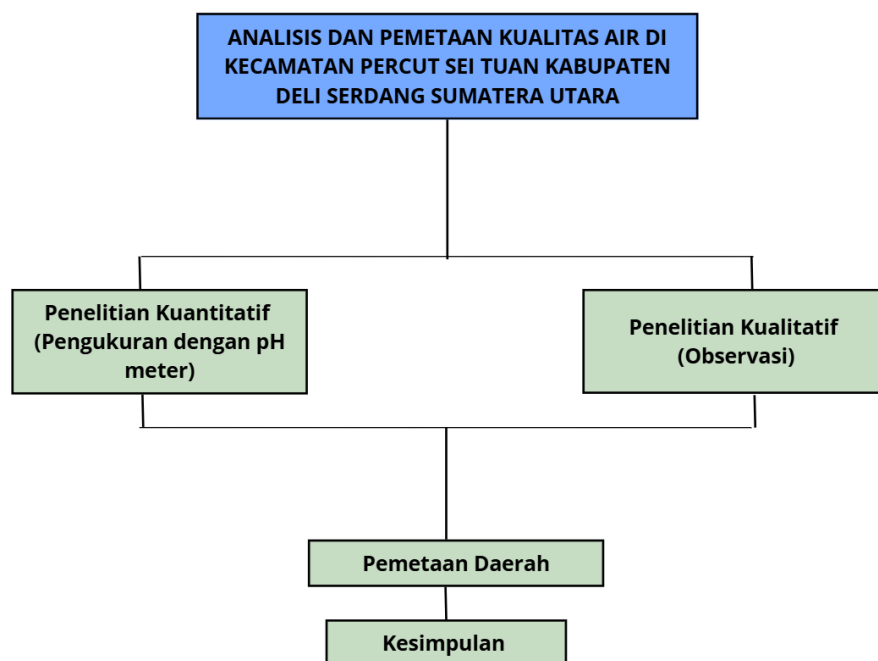 ANALISIS DAN PEMETAAN KUALITAS AIR DI
KECAMATAN PERCUT SEI TUAN KABUPATEN
DELI SERDANG SUMATERA UTARA
Penelitian Kuantitatif
(Pengukuran dengan pH
meter)
Penelitian Kualitatif
(Observasi)
Pemetaan Daerah
Kesimpulan